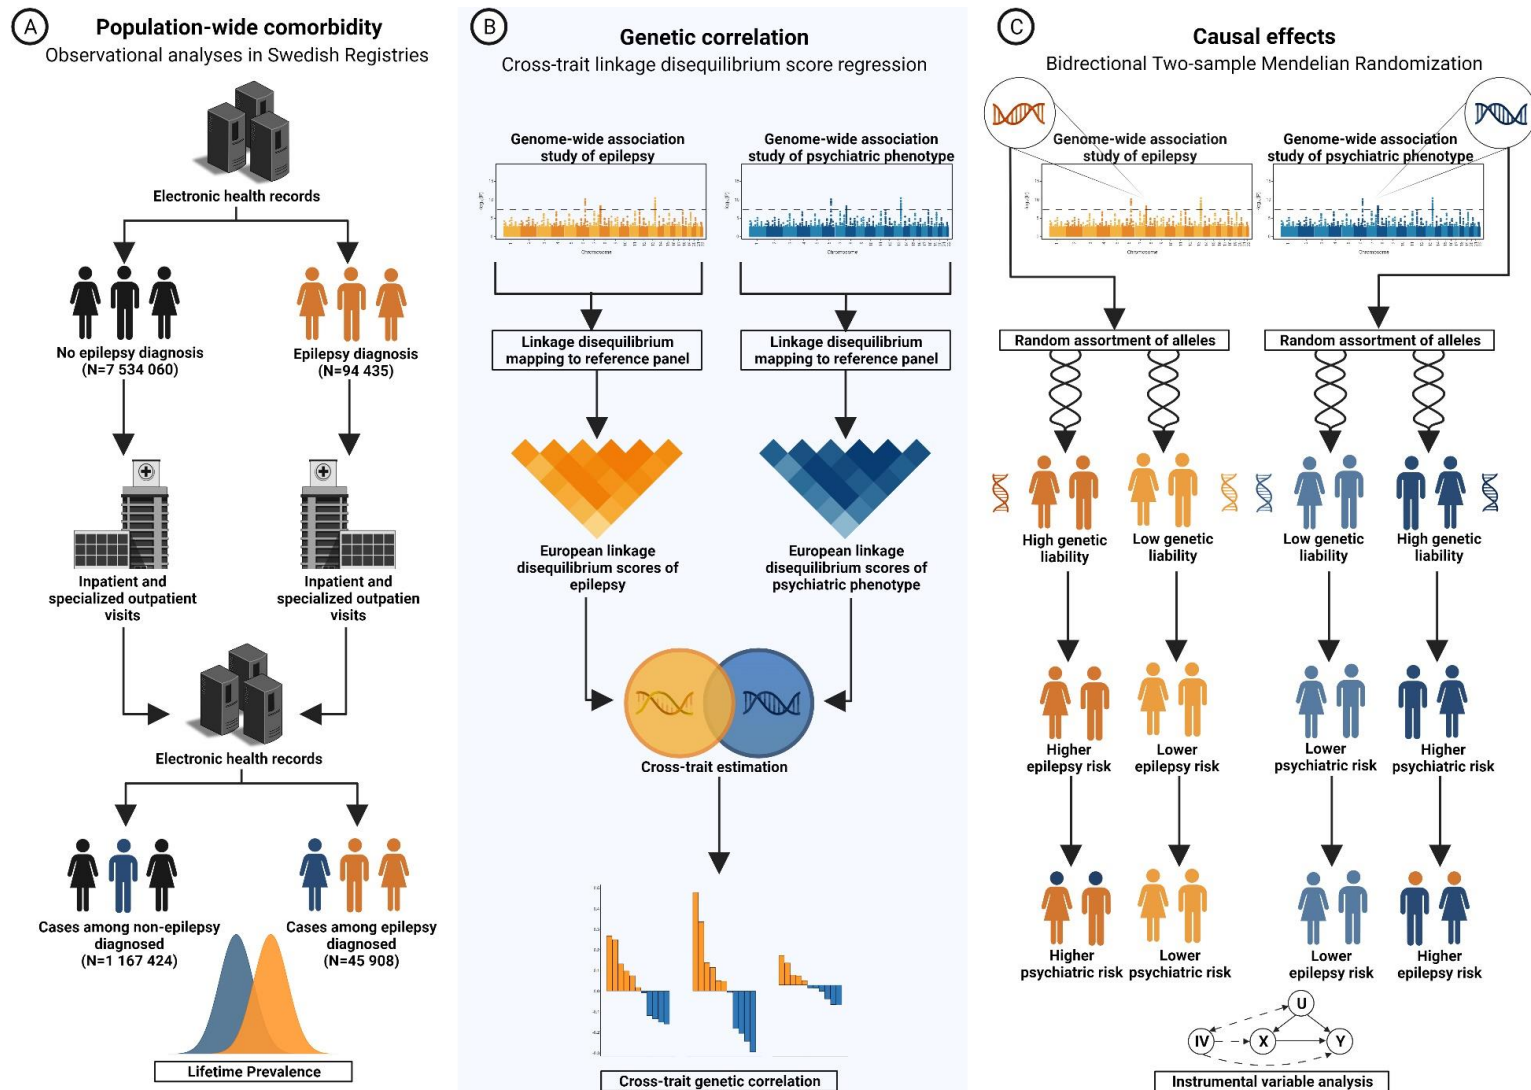 A
Population-wide comorbidity
Observational analyses in Swedish Registries
Electronic health records
No epilepsy diagnosis
(N=7 534 060)
Epilepsy diagnosis
(N=94 435)
Inpatient and
specialized outpatient
visits
Inpatient and
specialized outpatien
visits
Electronic health records
Cases among non-epilepsy
diagnosed
(N=1 167 424)
Cases among epilepsy
diagnosed
(N=45 908)
Lifetime Prevalence
B
Genetic correlation
Cross-trait linkage disequilibrium score regression
Genome-wide association
study of epilepsy
Genome-wide association
study of psychiatric phenotype
Chromosome
Chromosome
Linkage disequilibrium
mapping to reference panel
Linkage disequilibrium
mapping to reference panel
European linkage
disequilibrium scores of
epilepsy
European linkage
disequilibrium scores of
psychiatric phenotype
Cross-trait estimation
Cross-trait genetic correlation
C
Causal effects
Bidrectional Two-sample Mendelian Randomization
Genome-wide association
study of epilepsy
Genome-wide association
study of psychiatric phenotype
Chromosome
Chromosome
Random assortment of alleles
Random assortment of alleles
High genetic
liability
Low genetic
liability
Low genetic
liability
High genetic
liability
Higher
epilepsy risk
Lower
epilepsy risk
Lower
psychiatric risk
Higher
psychiatric risk
Higher
psychiatric risk
Lower
psychiatric risk
Lower
epilepsy risk
Higher
epilepsy risk
U
IV
X
Y
Instrumental variable analysis